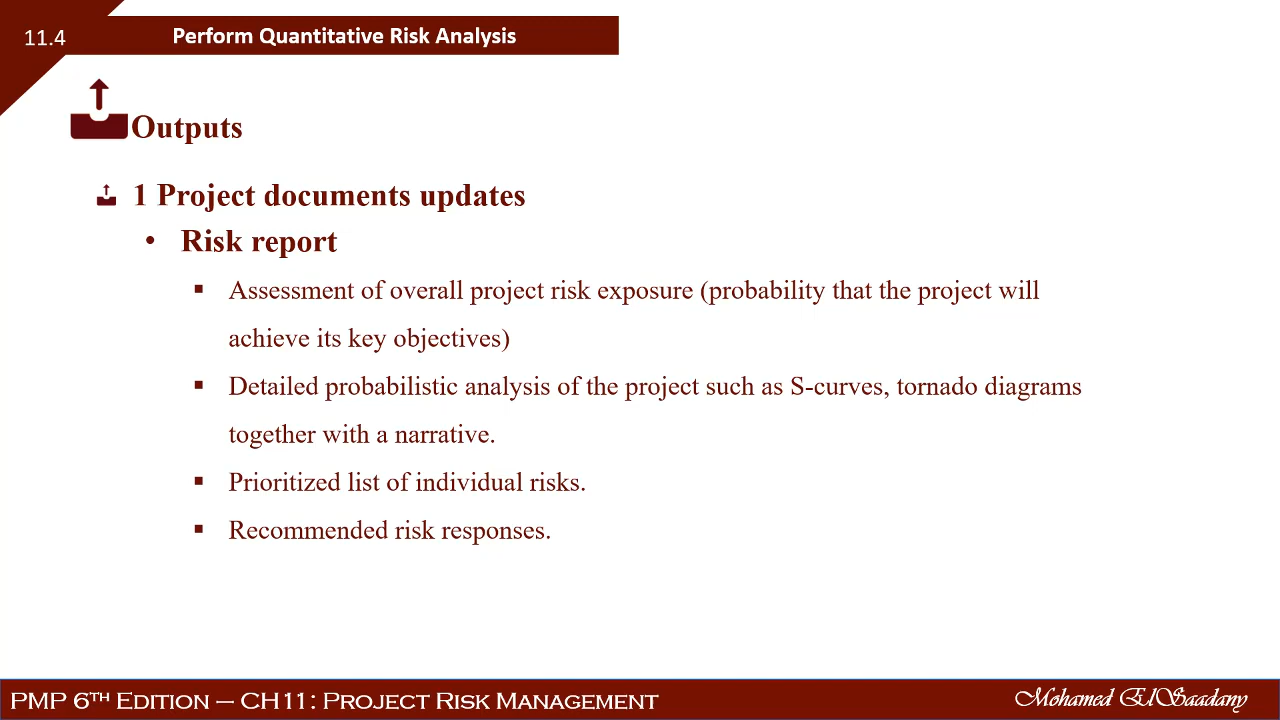 11.4
Perform Quantitative Risk Analysis
Outputs
1 Project documents updates
• Risk report
▪ Assessment of overall project risk exposure (probability that the project will
achieve its key objectives)
▪ Detailed probabilistic analysis of the project such as S-curves, tornado diagrams
together with a narrative.
▪ Prioritized list of individual risks.
▪ Recommended risk responses.
PMP 6TH Edition – CH11: Project Risk Management
Mohamed ElSaadany